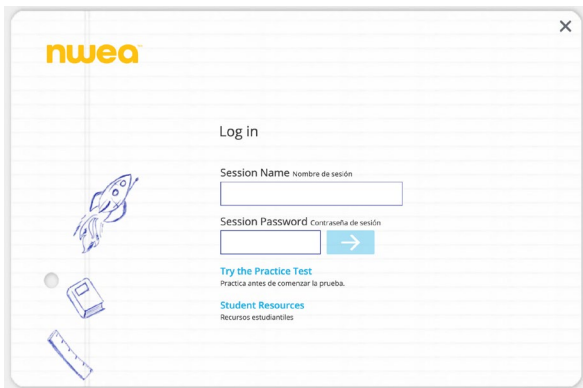 nwea
Log in
Session Name Nombre de sesión
Session Password Contraseña de sesión
Try the Practice Test
Practica antes de comenzar la prueba.
Student Resources
Recursos estudiantiles